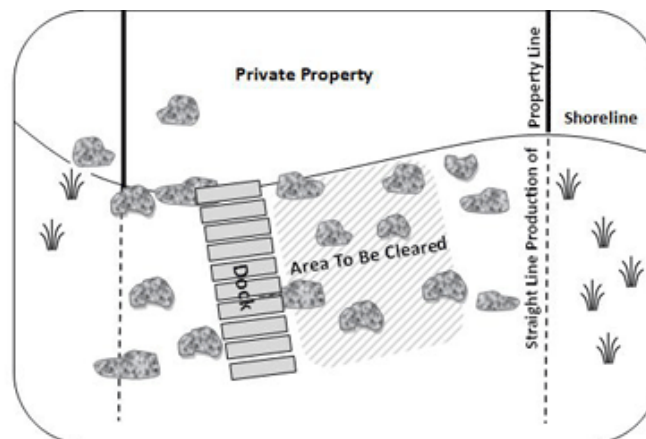 Private Property
Property Line
Shoreline
Straight Line Production of
Dock
Area To Be Cleared